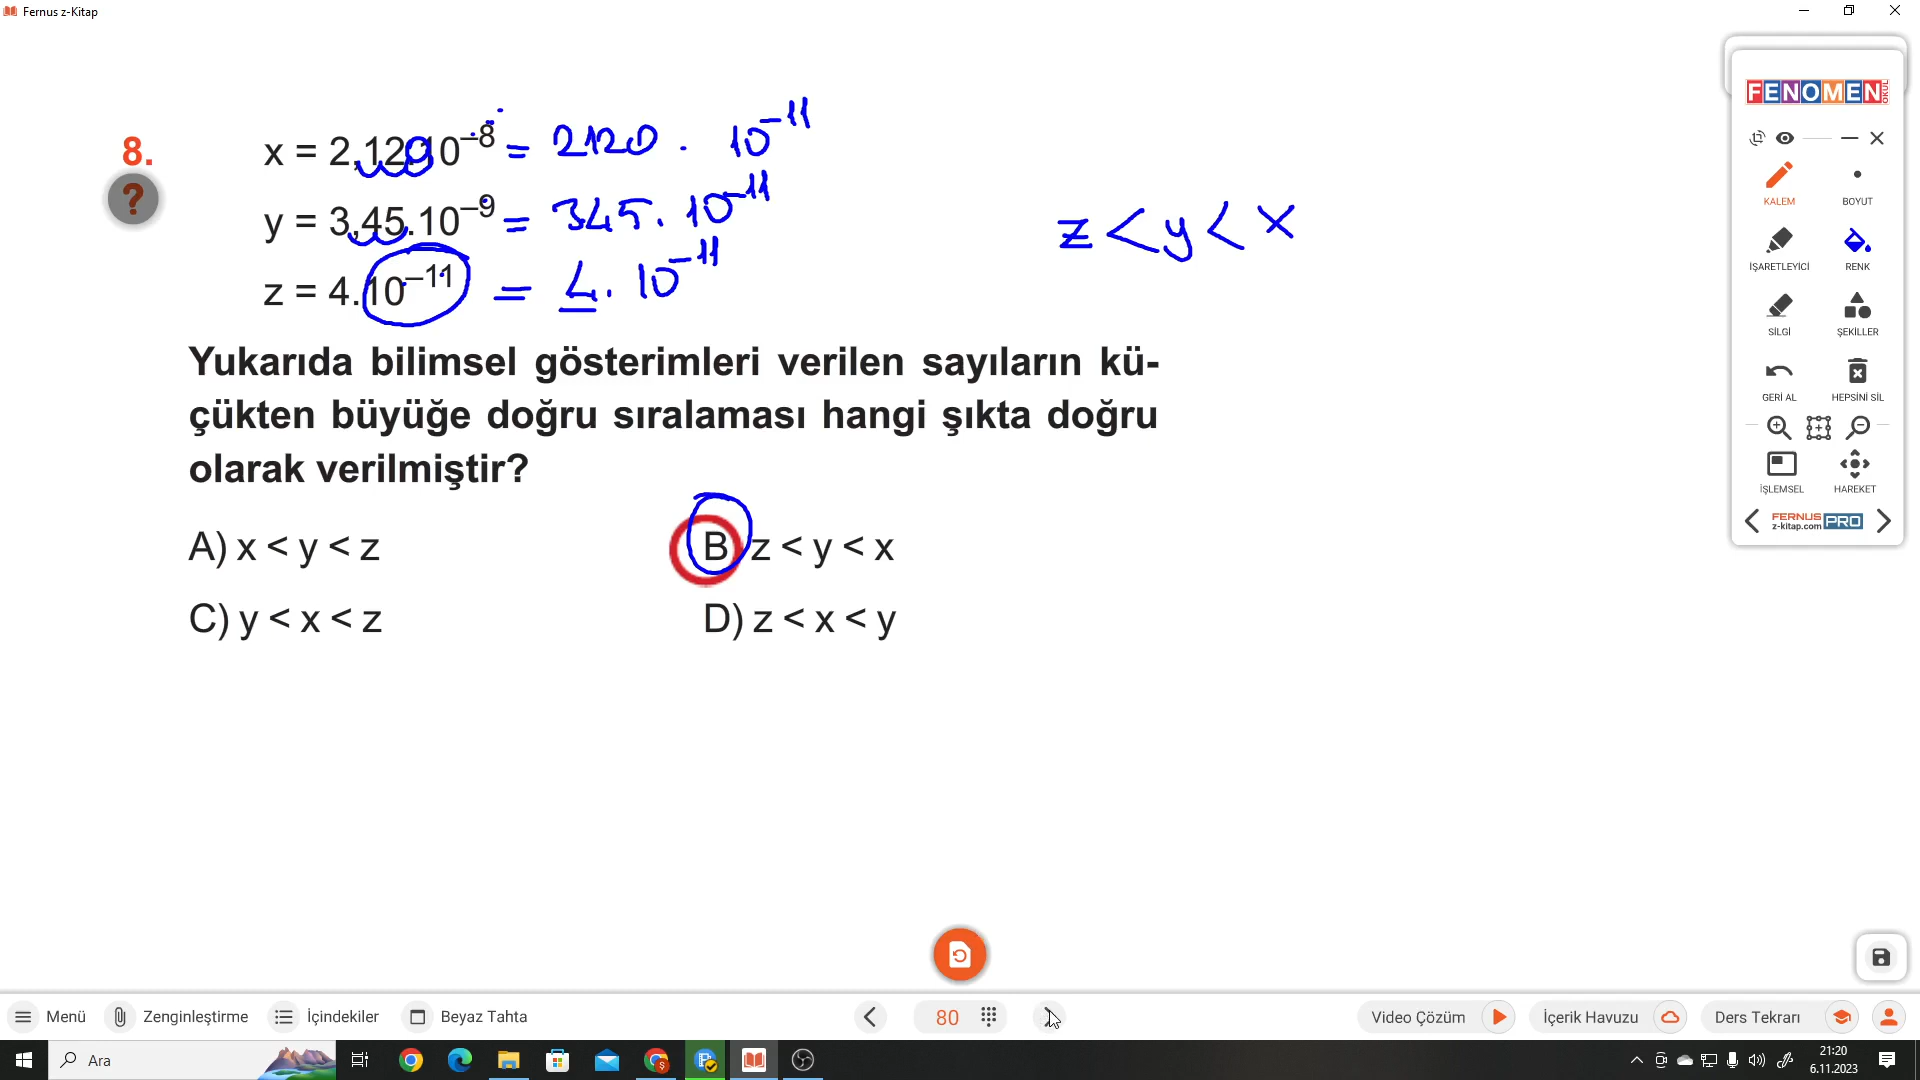 Fernus z-Kitap
FENOMEN OKUL
8.
x = 2,12.10⁻⁸ = 2120 . 10⁻¹¹
?
y = 3,45.10⁻⁹ = 345. 10⁻¹¹
z < y < x
z = 4.10⁻¹¹ = 4. 10⁻¹¹
Yukarıda bilimsel gösterimleri verilen sayıların kü-
çükten büyüğe doğru sıralaması hangi şıkta doğru
olarak verilmiştir?
A) x < y < z
B) z < y < x
C) y < x < z
D) z < x < y
KALEM
BOYUT
İŞARETLEYİCİ
RENK
SİLGİ
ŞEKİLLER
GERİ AL
HEPSİNİ SİL
İŞLEMSEL
HAREKET
FERNUS
z-kitap.com PRO
Menü
Zenginleştirme
İçindekiler
Beyaz Tahta
80
Video Çözüm
İçerik Havuzu
Ders Tekrarı
Ara
21:20
6.11.2023